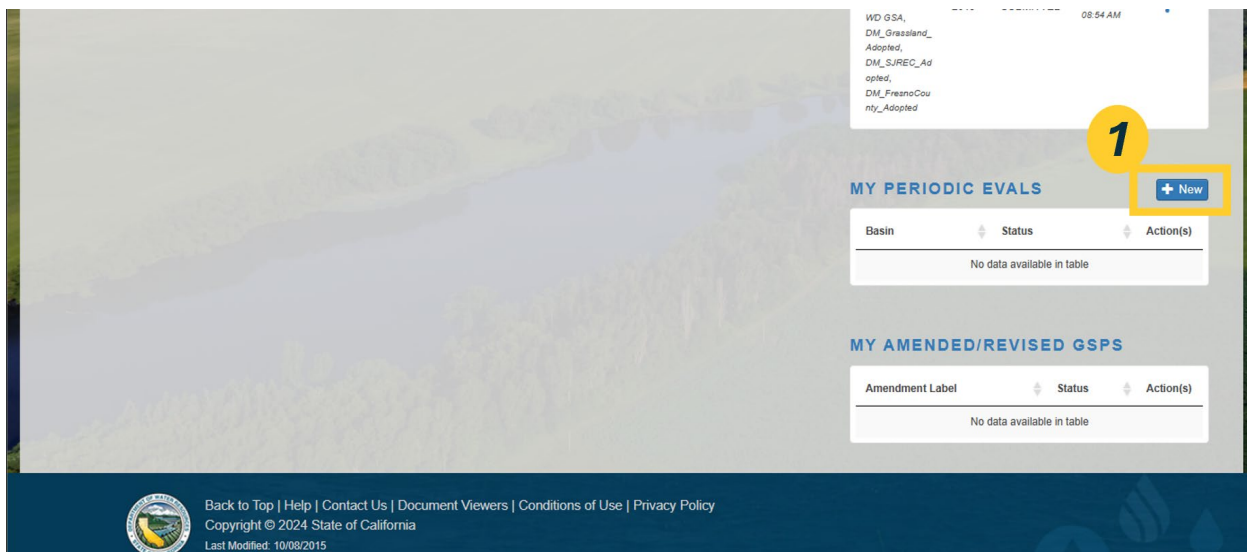 WD GSA,
08:54 AM
DM_Grassland_
Adopted,
DM_SJREC_Ad
opted,
DM_FresnoCou
nty_Adopted
1
MY PERIODIC EVALS
New
Basin Status Action(s)
No data available in table
MY AMENDED/REVISED GSPS
Amendment Label Status Action(s)
No data available in table
Back to Top | Help | Contact Us | Document Viewers | Conditions of Use | Privacy Policy
Copyright © 2024 State of California
Last Modified: 10/08/2015